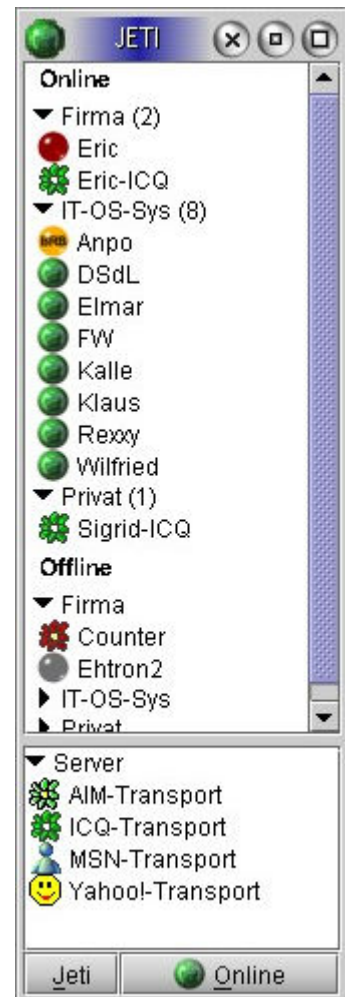 JETI
Online
Firma (2)
Eric
Eric-ICQ
IT-OS-Sys (8)
BRB Anpo
DSdL
Elmar
FW
Kalle
Klaus
Rexxy
Wilfried
Privat (1)
Sigrid-ICQ
Offline
Firma
Counter
Ehtron2
IT-OS-Sys
Privat
Server
AIM-Transport
ICQ-Transport
MSN-Transport
Yahoo!-Transport
Jeti Online